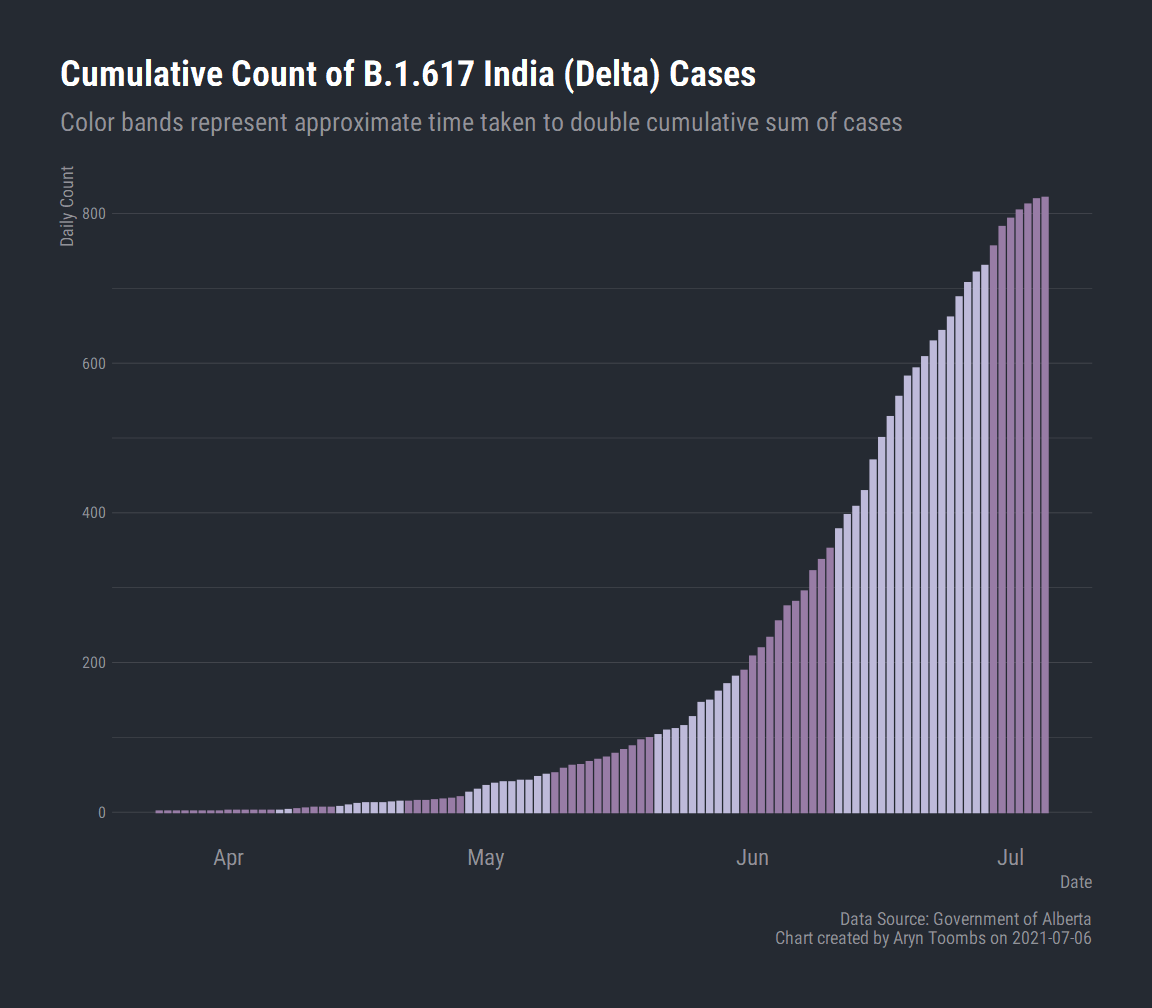 Cumulative Count of B.1.617 India (Delta) Cases
Color bands represent approximate time taken to double cumulative sum of cases
Daily Count
800
600
400
200
0
Apr May Jun Jul
Date
Data Source: Government of Alberta
Chart created by Aryn Toombs on 2021-07-06